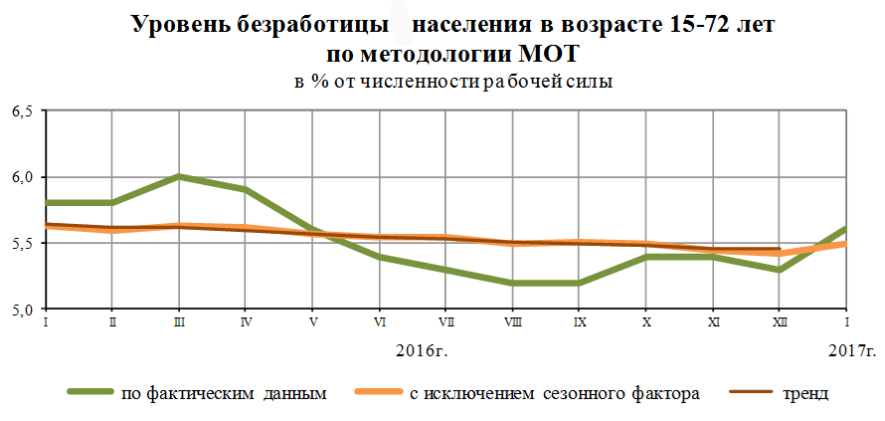 Уровень безработицы населения в возрасте 15-72 лет
по методологии МОТ
в % от численности рабочей силы
6,5
6,0
5,5
5,0
I II III IV V VI VII VIII IX X XI XII I
2016г. 2017г.
по фактическим данным с исключением сезонного фактора тренд